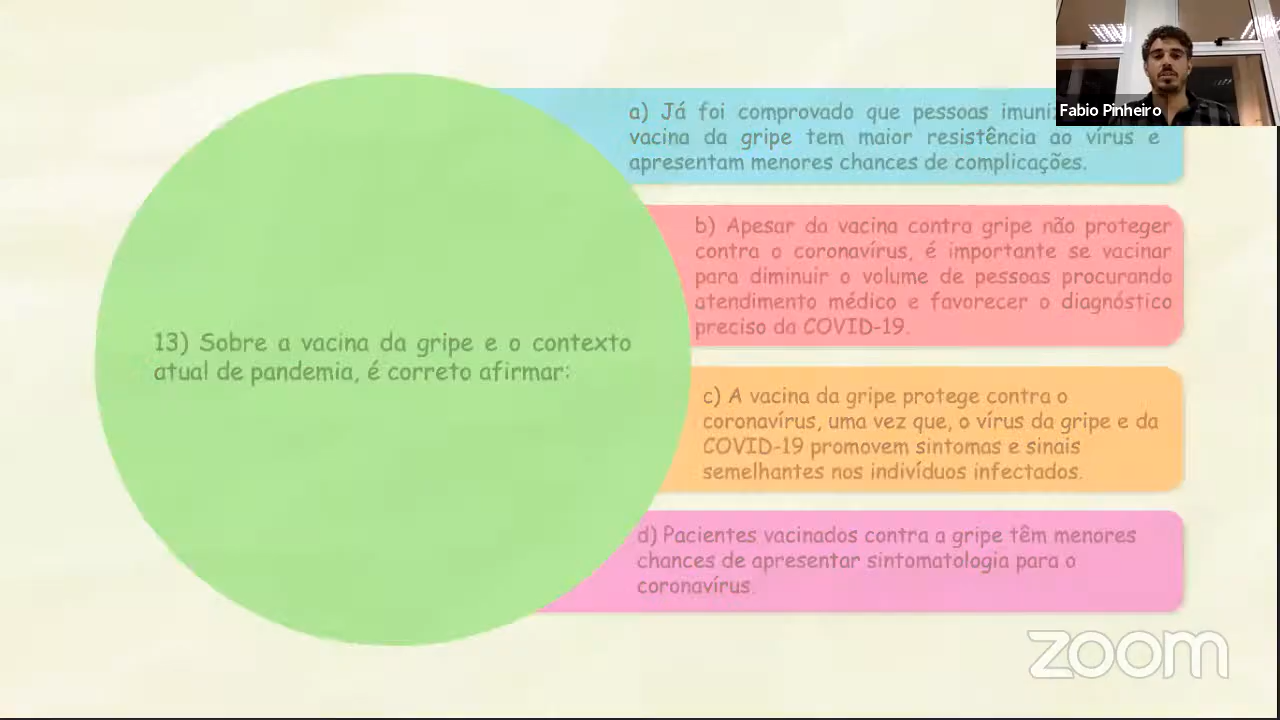 13) Sobre a vacina da gripe e o contexto
atual de pandemia, é correto afirmar:
a) Já foi comprovado que pessoas
vacina da gripe tem maior resistência ao vírus e
apresentam menores chances de complicações.
b) Apesar da vacina contra gripe não proteger
contra o coronavírus, é importante se vacinar
para diminuir o volume de pessoas procurando
atendimento médico e favorecer o diagnóstico
preciso da COVID-19.
c) A vacina da gripe protege contra o
coronavírus, uma vez que, o vírus da gripe e da
COVID-19 promovem sintomas e sinais
semelhantes nos indivíduos infectados.
d) Pacientes vacinados contra a gripe têm menores
chances de apresentar sintomatologia para o
coronavírus.
Fabio Pinheiro
zoom